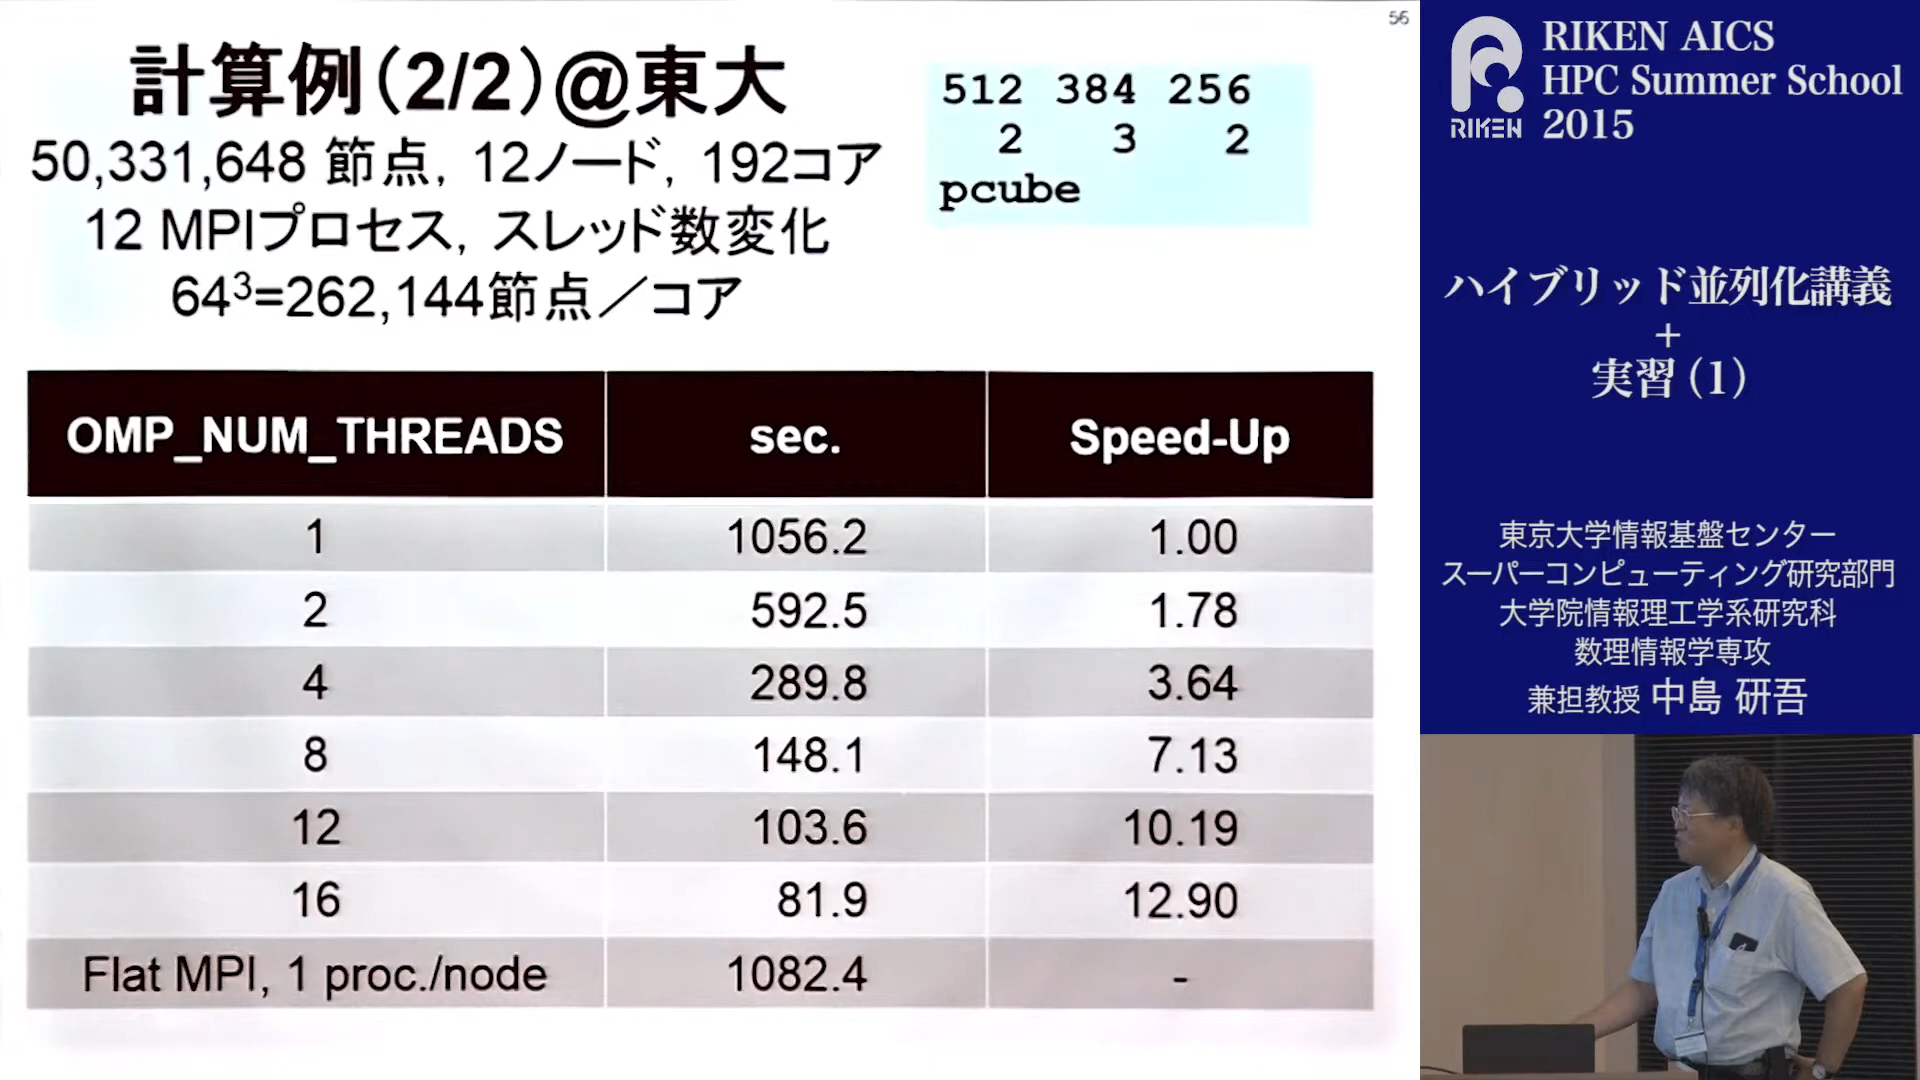 56
計算例(2/2)@東大
50,331,648 節点, 12ノード, 192コア
12 MPIプロセス, スレッド数変化
64³=262,144節点/コア
512 384 256
2 3 2
pcube
OMP_NUM_THREADS sec. Speed-Up
1 1056.2 1.00
2 592.5 1.78
4 289.8 3.64
8 148.1 7.13
12 103.6 10.19
16 81.9 12.90
Flat MPI, 1 proc./node 1082.4 -
RIKEN
RIKEN AICS
HPC Summer School
2015
ハイブリッド並列化講義
+
実習(1)
東京大学情報基盤センター
スーパーコンピューティング研究部門
大学院情報理工学系研究科
数理情報学専攻
兼担教授 中島 研吾